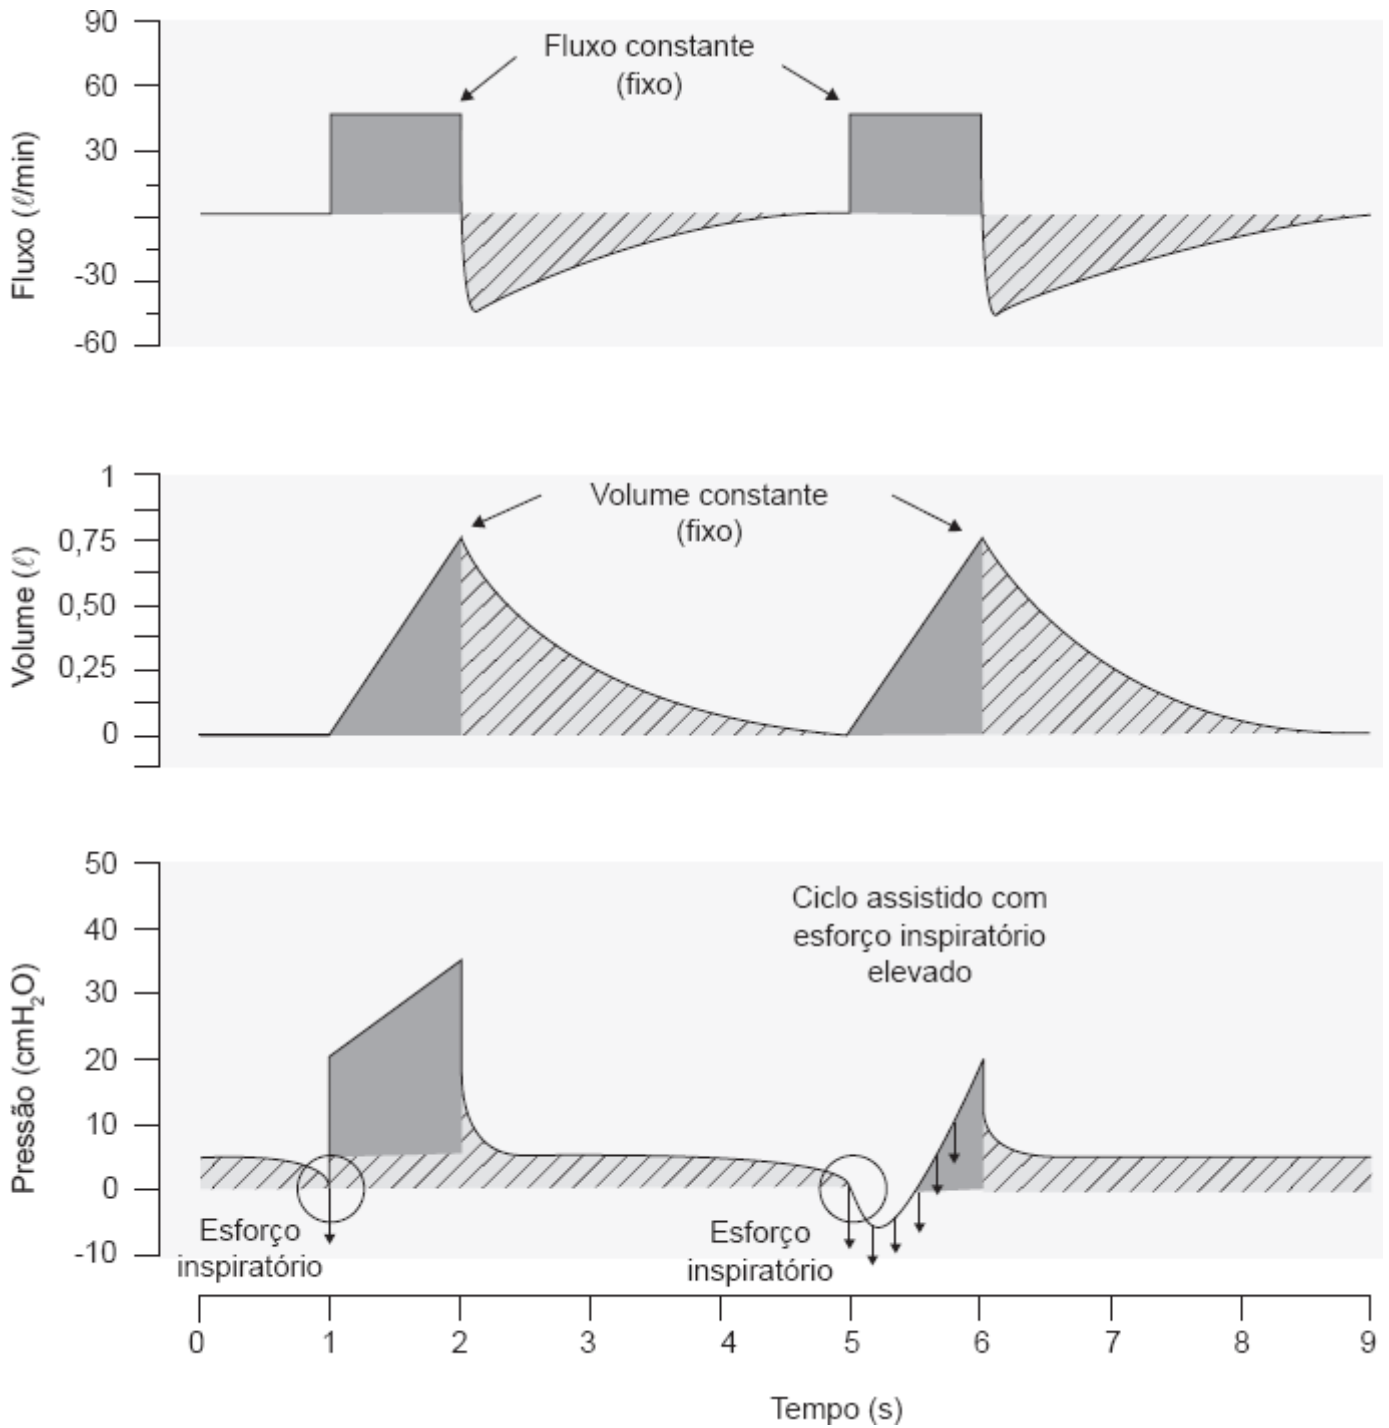 90
60
30
-30
-60
Fluxo (ℓ/min)
Fluxo constante
(fixo)
1
0,75
0,50
0,25
0
Volume (ℓ)
Volume constante
(fixo)
50
40
30
20
10
0
-10
Pressão (cmH₂O)
Ciclo assistido com
esforço inspiratório
elevado
Esforço
inspiratório
Esforço
inspiratório
0 1 2 3 4 5 6 7 8 9
Tempo (s)